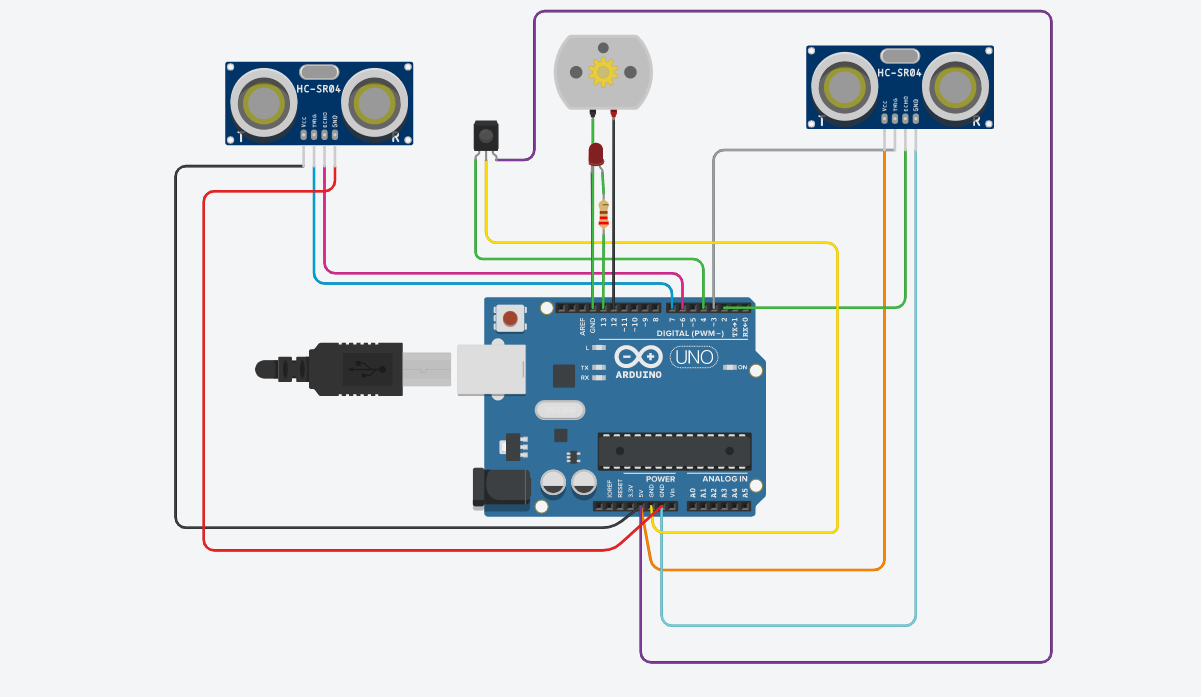 HC-SR04
VCC
TRIG
ECHO
GND
T
R
HC-SR04
VCC
TRIG
ECHO
GND
T
R
AREF
GND
13
12
~11
~10
~9
8
7
~6
~5
4
~3
2
TX→1
RX←0
DIGITAL (PWM~)
L
TX
RX
UNO
ARDUINO
ON
POWER
ANALOG IN
IOREF
RESET
3.3V
5V
GND
GND
Vin
A0
A1
A2
A3
A4
A5